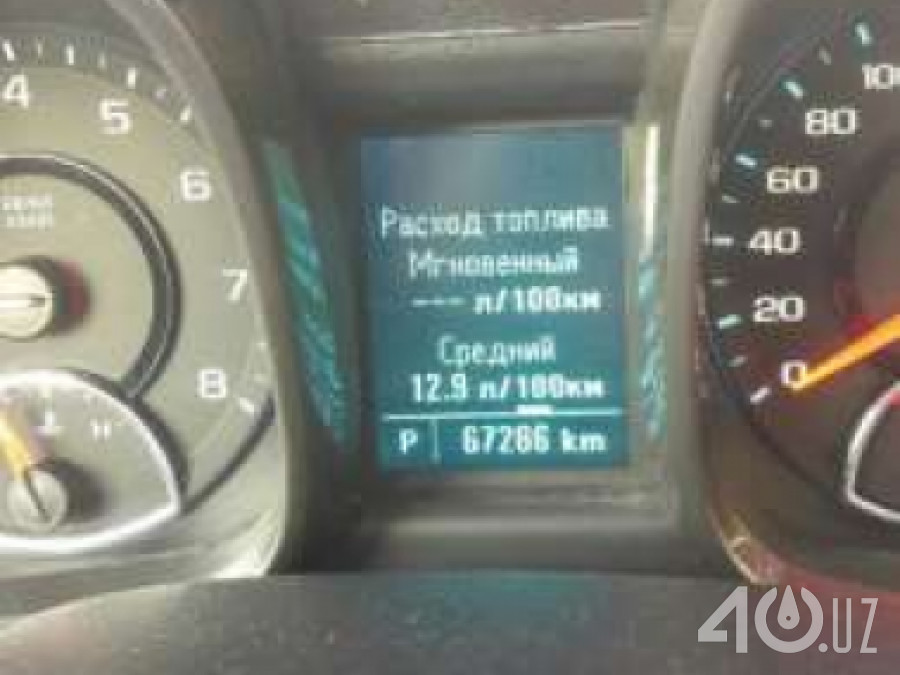 4
5
6
7
8
H
Расход топлива
Мгновенный
--- л/100км
Средний
12.9 л/100км
P 67286 km
100
80
60
40
20
0
40.UZ